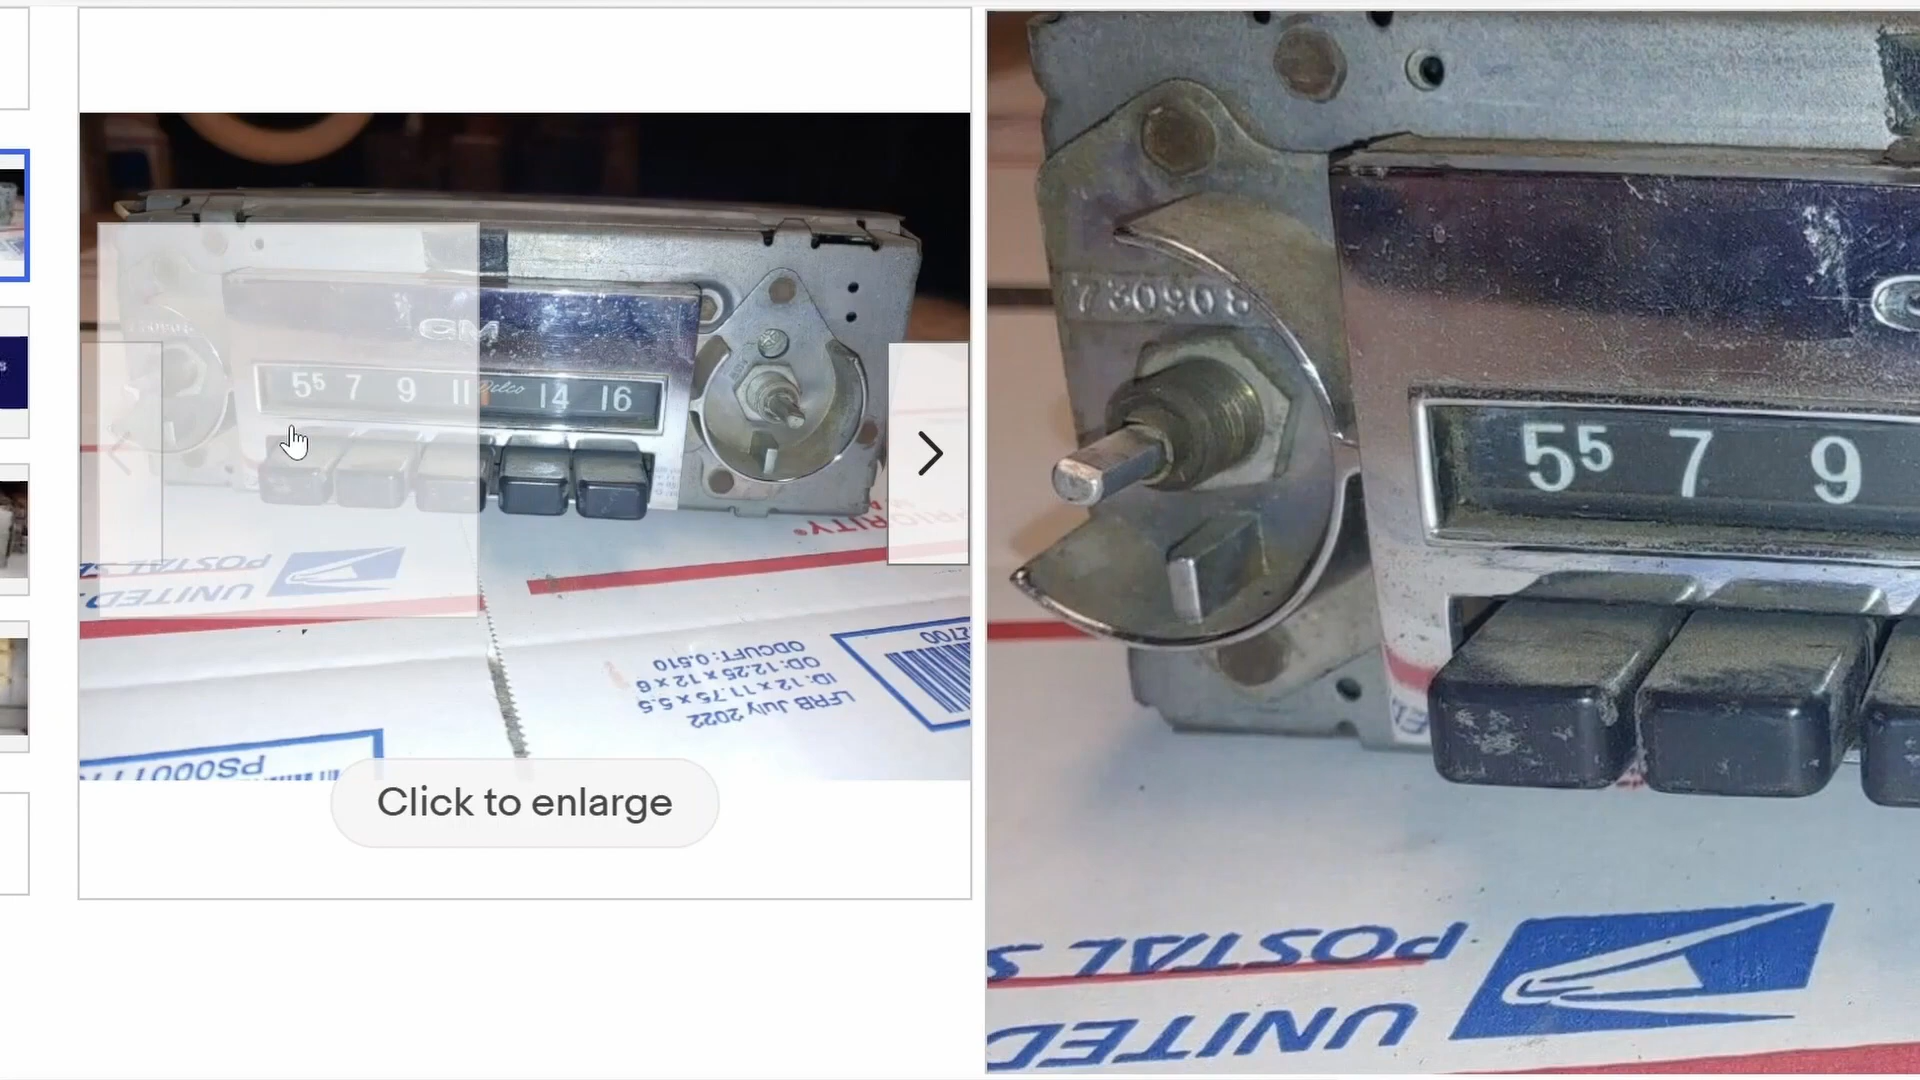 GM
5⁵ 7 9 11 Delco 14 16
PRIORITY
UNITED
POSTAL
LFRB July 2022
ID: 12 x 11.75 x 5.5
OD: 12.25 x 12 x 6
ODCUFT: 0.510
Click to enlarge
730908
5⁵ 7 9
UNITED
POSTAL S